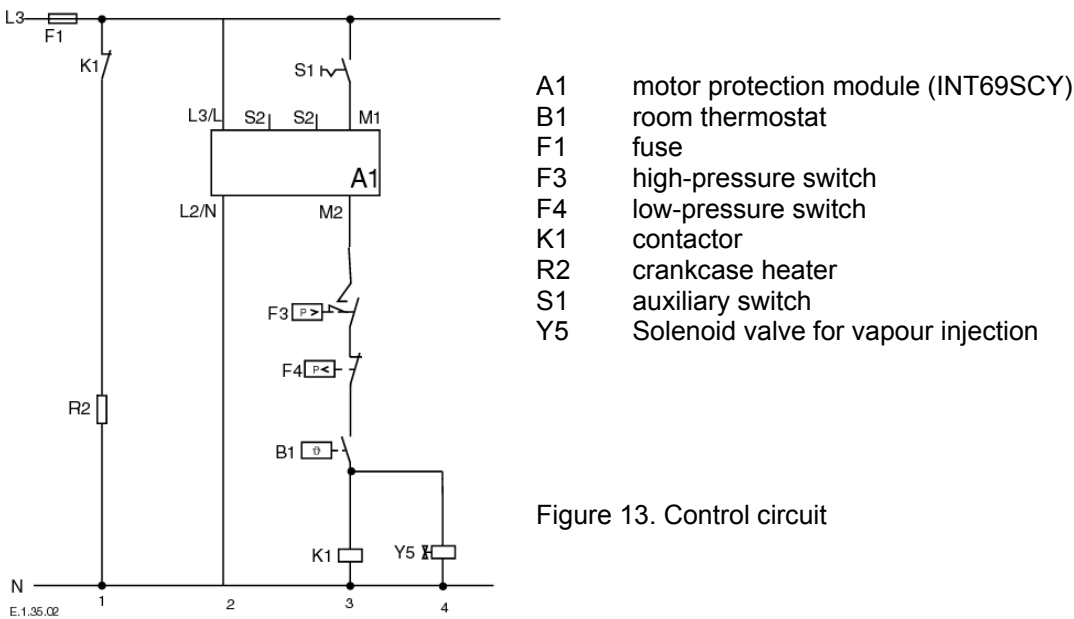 L3
F1
K1
S1
L3/L S2 S2 M1
A1
L2/N M2
F3 P >
F4 P <
R2
B1 ϑ
K1 Y5
N
1 2 3 4
E.1.35.02
A1 motor protection module (INT69SCY)
B1 room thermostat
F1 fuse
F3 high-pressure switch
F4 low-pressure switch
K1 contactor
R2 crankcase heater
S1 auxiliary switch
Y5 Solenoid valve for vapour injection
Figure 13. Control circuit